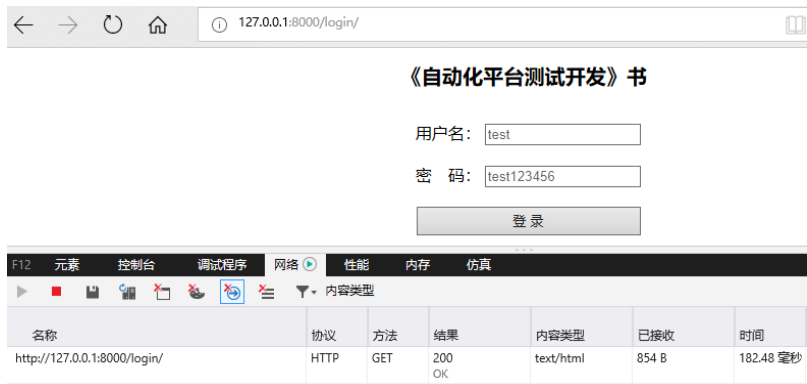 127.0.0.1:8000/login/
《自动化平台测试开发》书
用户名： test
密 码： test123456
登 录
F12 元素 控制台 调试程序 网络 性能 内存 仿真
内容类型
名称 协议 方法 结果 内容类型 已接收 时间
http://127.0.0.1:8000/login/ HTTP GET 200 text/html 854 B 182.48 毫秒
OK